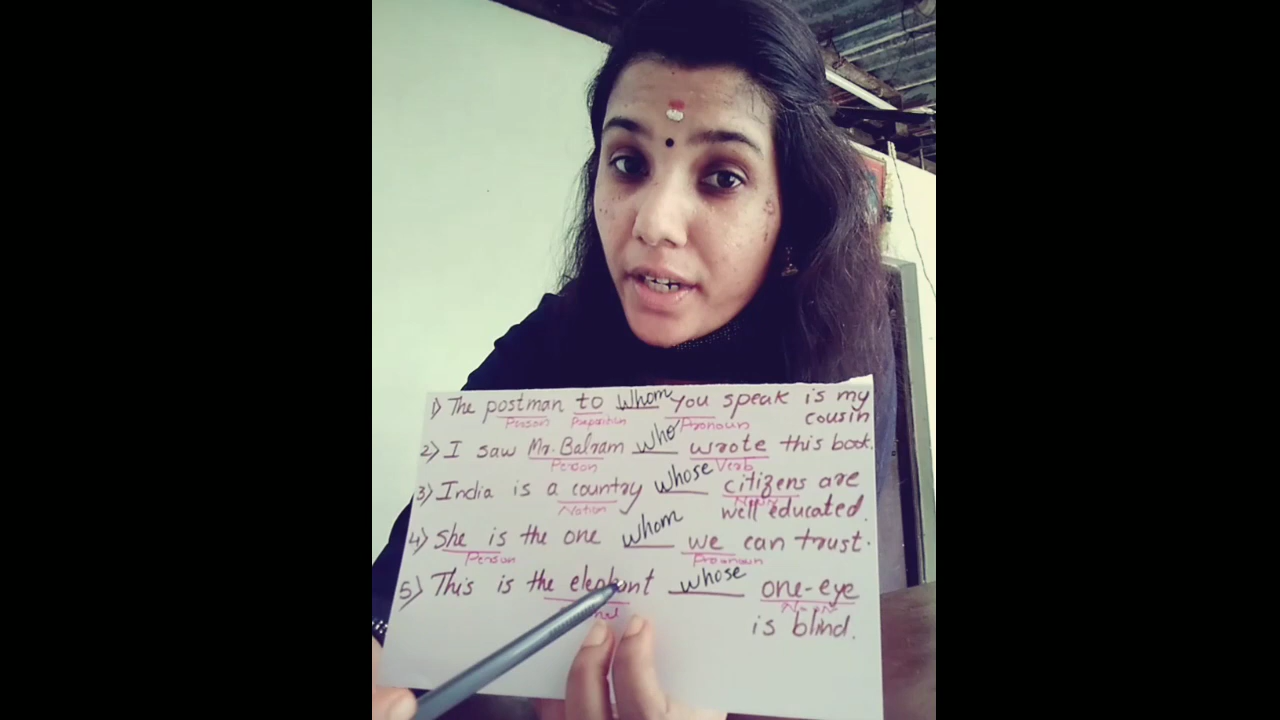 1) The postman to whom you speak is my
Person Preposition Pronoun cousin
2) I saw Mr. Balram who wrote this book.
Person Verb
3) India is a country whose citizens are
Nation Noun well educated.
4) She is the one whom we can trust.
Person Pronoun
5) This is the elephant whose one-eye
Noun
is blind.